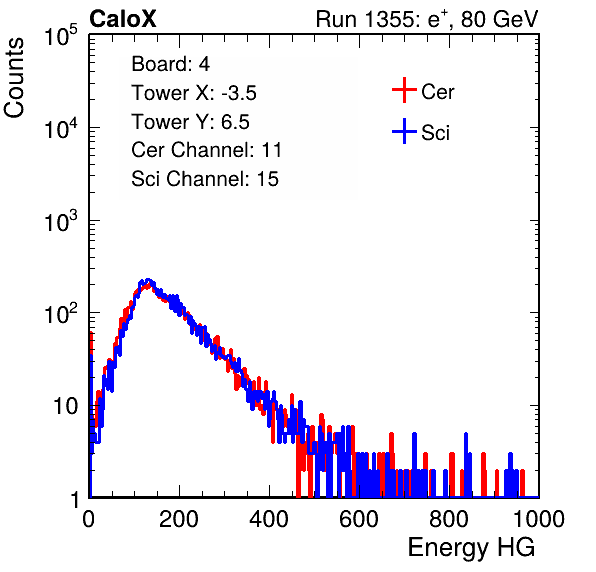 CaloX Run 1355: e⁺, 80 GeV
Counts
Board: 4
Tower X: -3.5
Tower Y: 6.5
Cer Channel: 11
Sci Channel: 15
Cer
Sci
10⁵
10⁴
10³
10²
10
1
0 200 400 600 800 1000
Energy HG